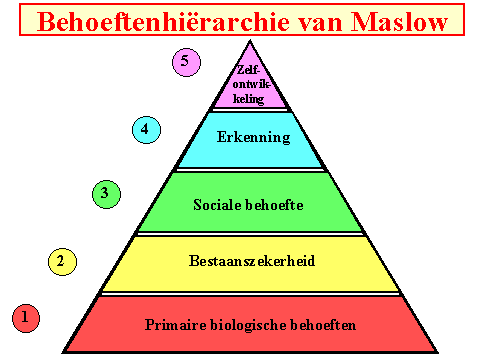 Behoeftenhiërarchie van Maslow
5
Zelf-
ontwik-
keling
4
Erkenning
3
Sociale behoefte
2
Bestaanszekerheid
1
Primaire biologische behoeften